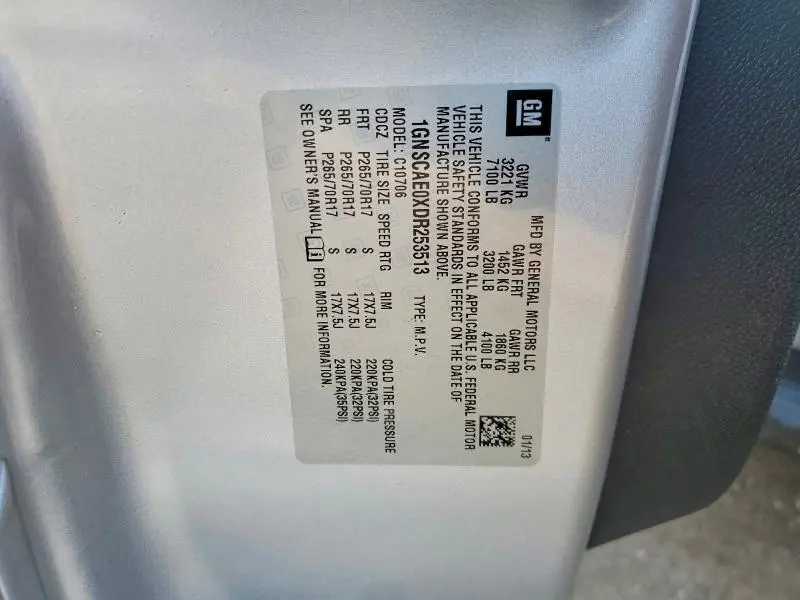 GM
MFD BY GENERAL MOTORS LLC 01/13
GVWR GAWR FRT GAWR RR
3221 KG 1452 KG 1860 KG
7100 LB 3200 LB 4100 LB
THIS VEHICLE CONFORMS TO ALL APPLICABLE U.S. FEDERAL MOTOR
VEHICLE SAFETY STANDARDS IN EFFECT ON THE DATE OF
MANUFACTURE SHOWN ABOVE.
1GNSCAE0XDR253513 TYPE: M.P.V.
MODEL: C10706 COLD TIRE PRESSURE
CDCZ TIRE SIZE SPEED RTG RIM
FRT P265/70R17 S 17X7.5J 220KPA(32PSI)
RR P265/70R17 S 17X7.5J 220KPA(32PSI)
SPA P265/70R17 S 17X7.5J 240KPA(35PSI)
SEE OWNER'S MANUAL i FOR MORE INFORMATION.